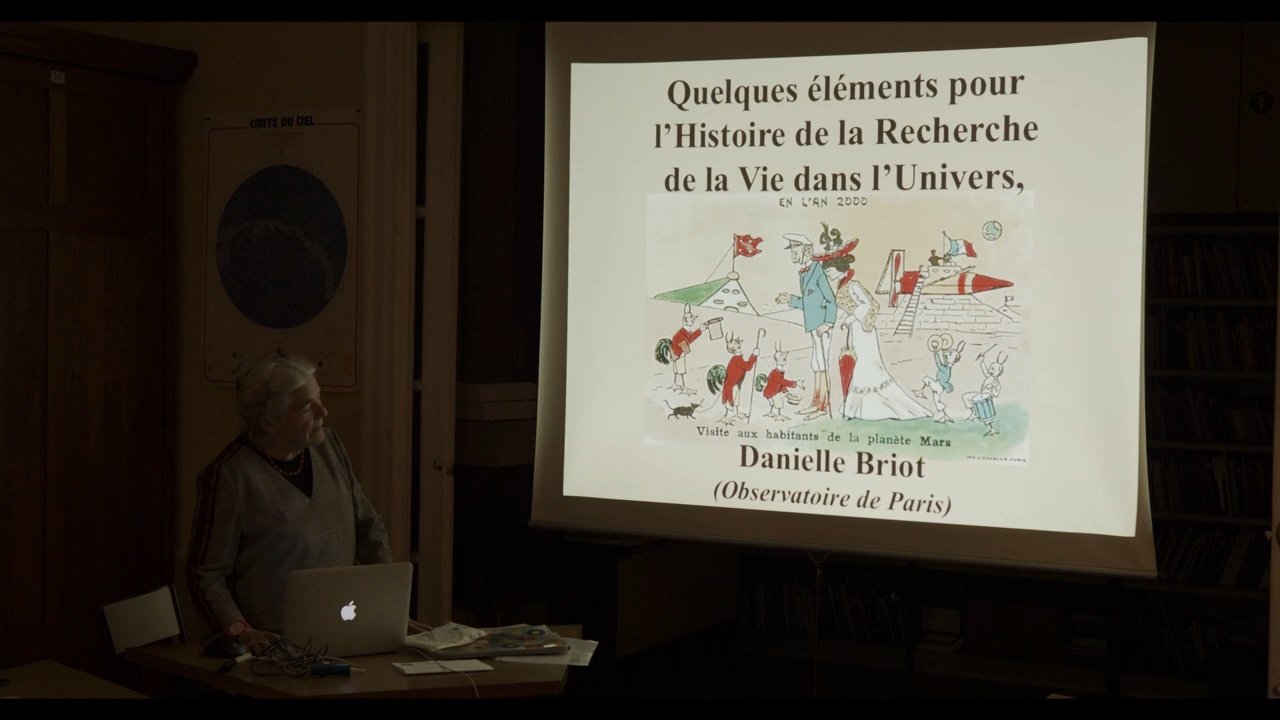 CARTE DU CIEL
Quelques éléments pour
l'Histoire de la Recherche
de la Vie dans l'Univers,
EN L'AN 2000
Visite aux habitants de la planète Mars
Danielle Briot
(Observatoire de Paris)